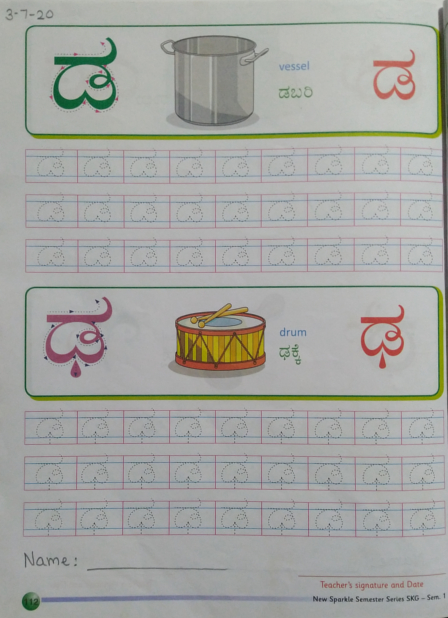 3-7-20
ಡ
vessel
ಡಬರಿ
ಡ
ಢ
drum
ಢಕ್ಕೆ
ಢ
Name:
Teacher's signature and Date
112
New Sparkle Semester Series SKG - Sem. 1